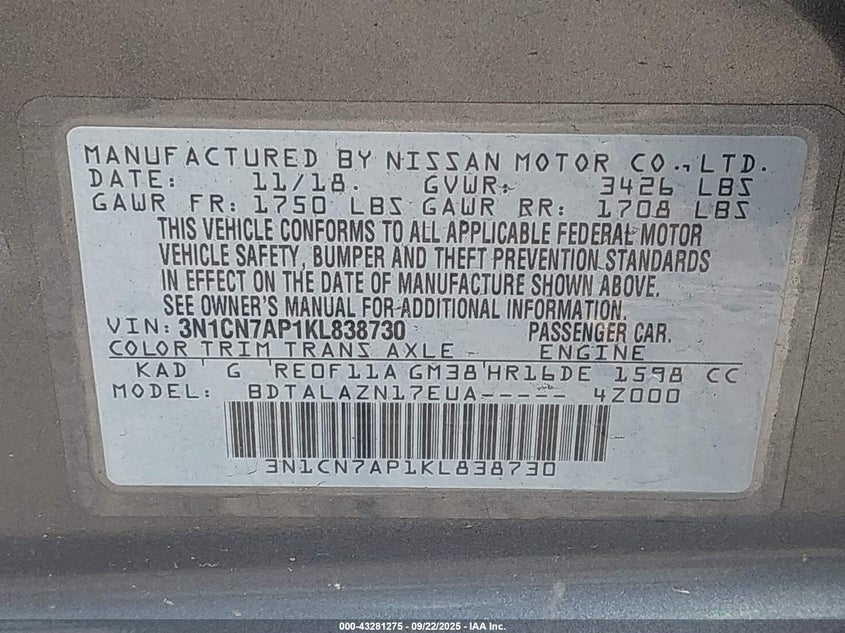 MANUFACTURED BY NISSAN MOTOR CO.,LTD.
DATE: 11/18. GVWR: 3426 LBS
GAWR FR: 1750 LBS GAWR RR: 1708 LBS
THIS VEHICLE CONFORMS TO ALL APPLICABLE FEDERAL MOTOR
VEHICLE SAFETY, BUMPER AND THEFT PREVENTION STANDARDS
IN EFFECT ON THE DATE OF MANUFACTURE SHOWN ABOVE.
SEE OWNER'S MANUAL FOR ADDITIONAL INFORMATION.
VIN: 3N1CN7AP1KL838730 PASSENGER CAR.
COLOR TRIM TRANS AXLE ENGINE
KAD G RE0F11A GM38 HR16DE 1598 CC
MODEL: BDTALAZN17EUA----- 4Z000
3N1CN7AP1KL838730
000-43281275 - 09/22/2025 - IAA Inc.